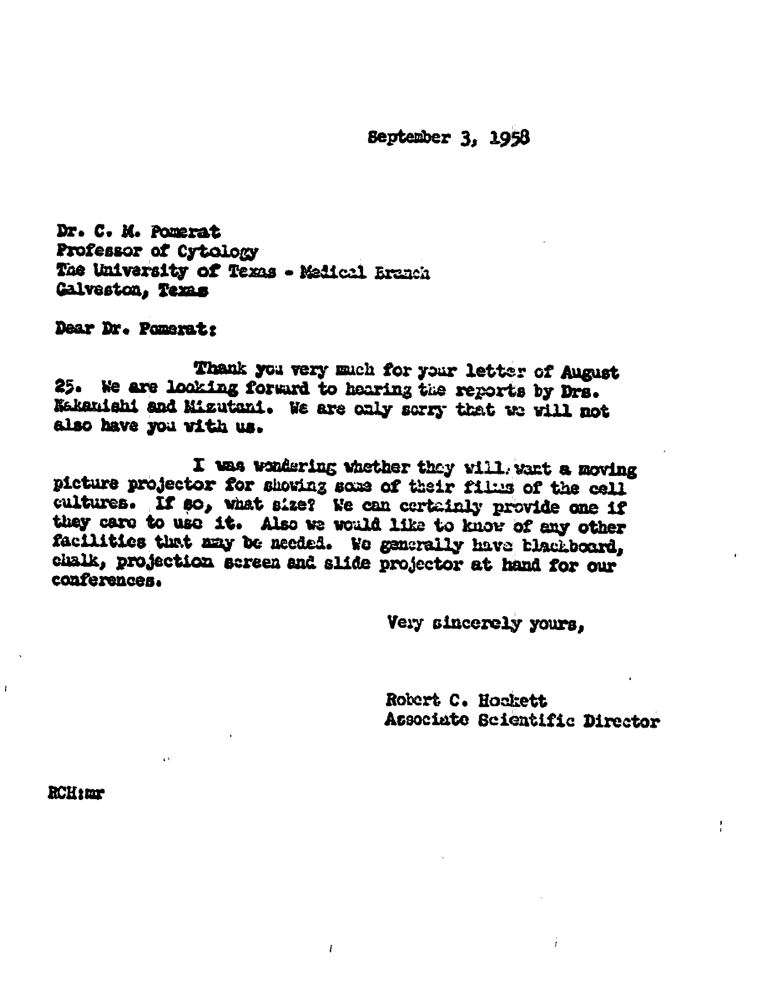 September 3, 1958
Dr. C. M. Pomerat
Professor of Cytology
The University of Texas - Medical Branch
Galveston, Texas
Dear Dr. Pomerat:
Thank you very much for your letter of August
25. We are looking forward to hearing the reports by Drs.
Nakanishi and Mizutani. We are only sorry that we will not
also have you with us.
I was wondering whether they will want a moving
picture projector for showing some of their films of the cell
cultures. If so, what size? We can certainly provide one if
they care to use it. Also we would like to know of any other
facilities that may be needed. We generally have blackboard,
chalk, projection screen and slide projector at hand for our
conferences.
Very sincerely yours,
Robert C. Hockett
Associate Scientific Director
RCH:mr